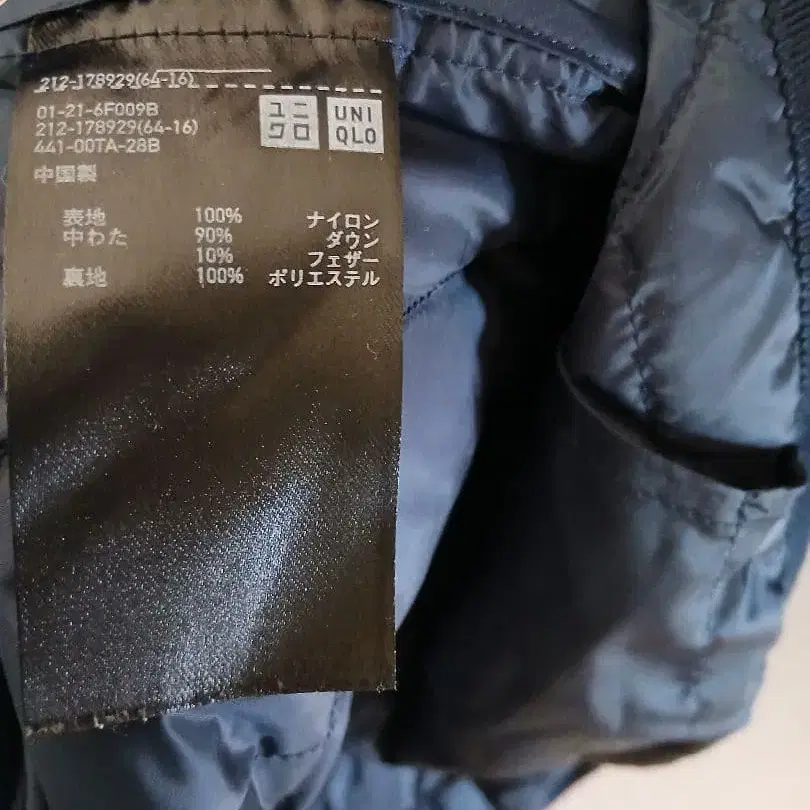 212-178929(64-16)
01-21-6F009B
212-178929(64-16)
441-00TA-28B
ユニ
クロ
UNI
QLO
中国製
表地 100% ナイロン
中わた 90% ダウン
10% フェザー
裏地 100% ポリエステル